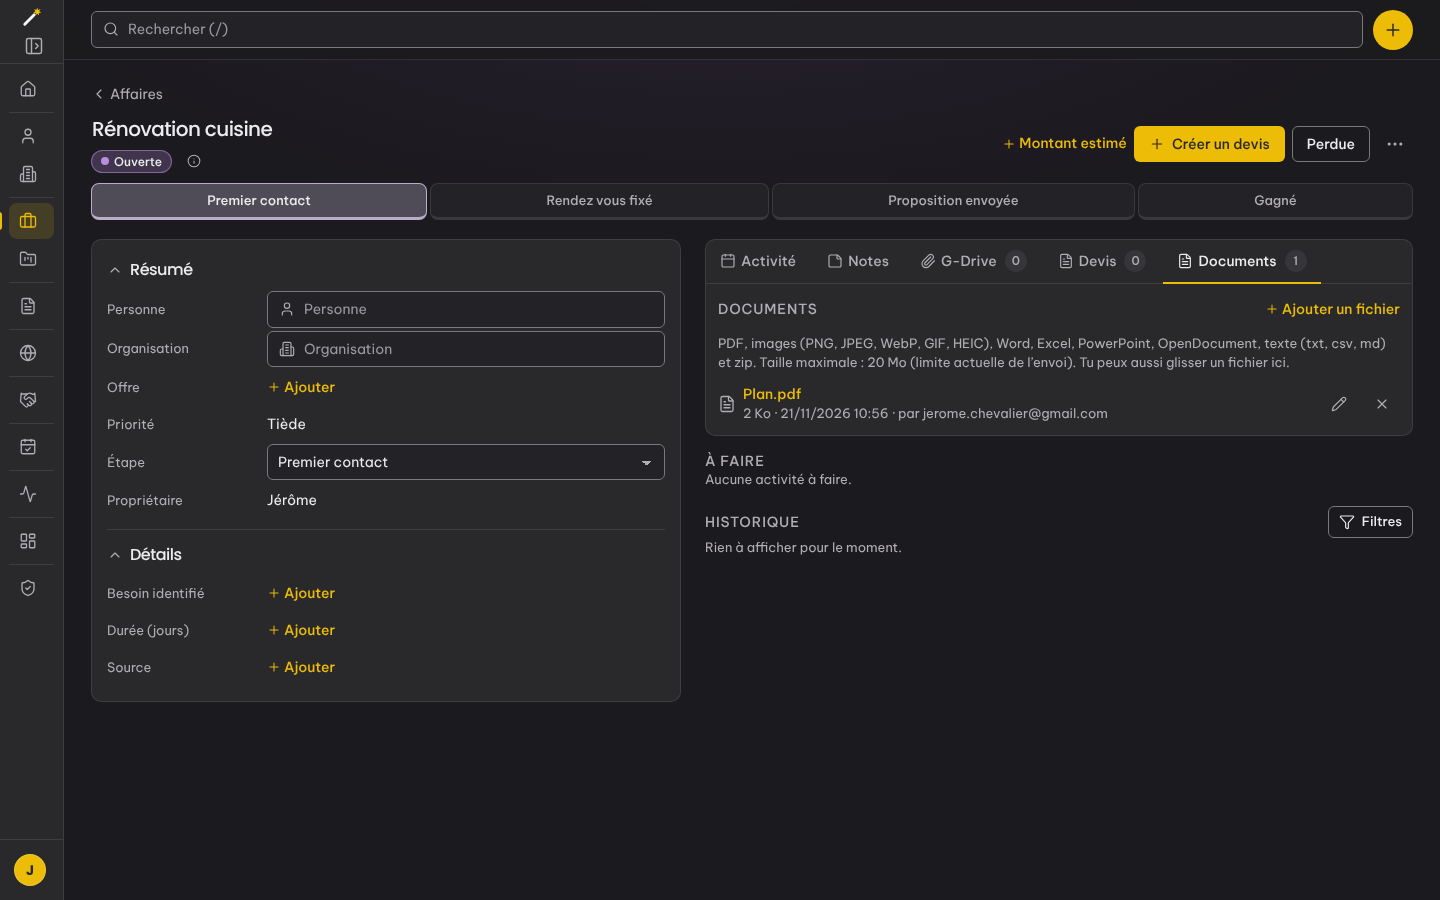 Rechercher (/)
Affaires
Rénovation cuisine
Ouverte
Montant estimé
Créer un devis
Perdue
Premier contact
Rendez vous fixé
Proposition envoyée
Gagné
Résumé
Personne
Personne
Organisation
Organisation
Offre
Ajouter
Priorité
Tiède
Étape
Premier contact
Propriétaire
Jérôme
Détails
Besoin identifié
Ajouter
Durée (jours)
Ajouter
Source
Ajouter
Activité
Notes
G-Drive 0
Devis 0
Documents 1
DOCUMENTS
Ajouter un fichier
PDF, images (PNG, JPEG, WebP, GIF, HEIC), Word, Excel, PowerPoint, OpenDocument, texte (txt, csv, md)
et zip. Taille maximale : 20 Mo (limite actuelle de l’envoi). Tu peux aussi glisser un fichier ici.
Plan.pdf
2 Ko · 21/11/2026 10:56 · par jerome.chevalier@gmail.com
À FAIRE
Aucune activité à faire.
HISTORIQUE
Filtres
Rien à afficher pour le moment.
J